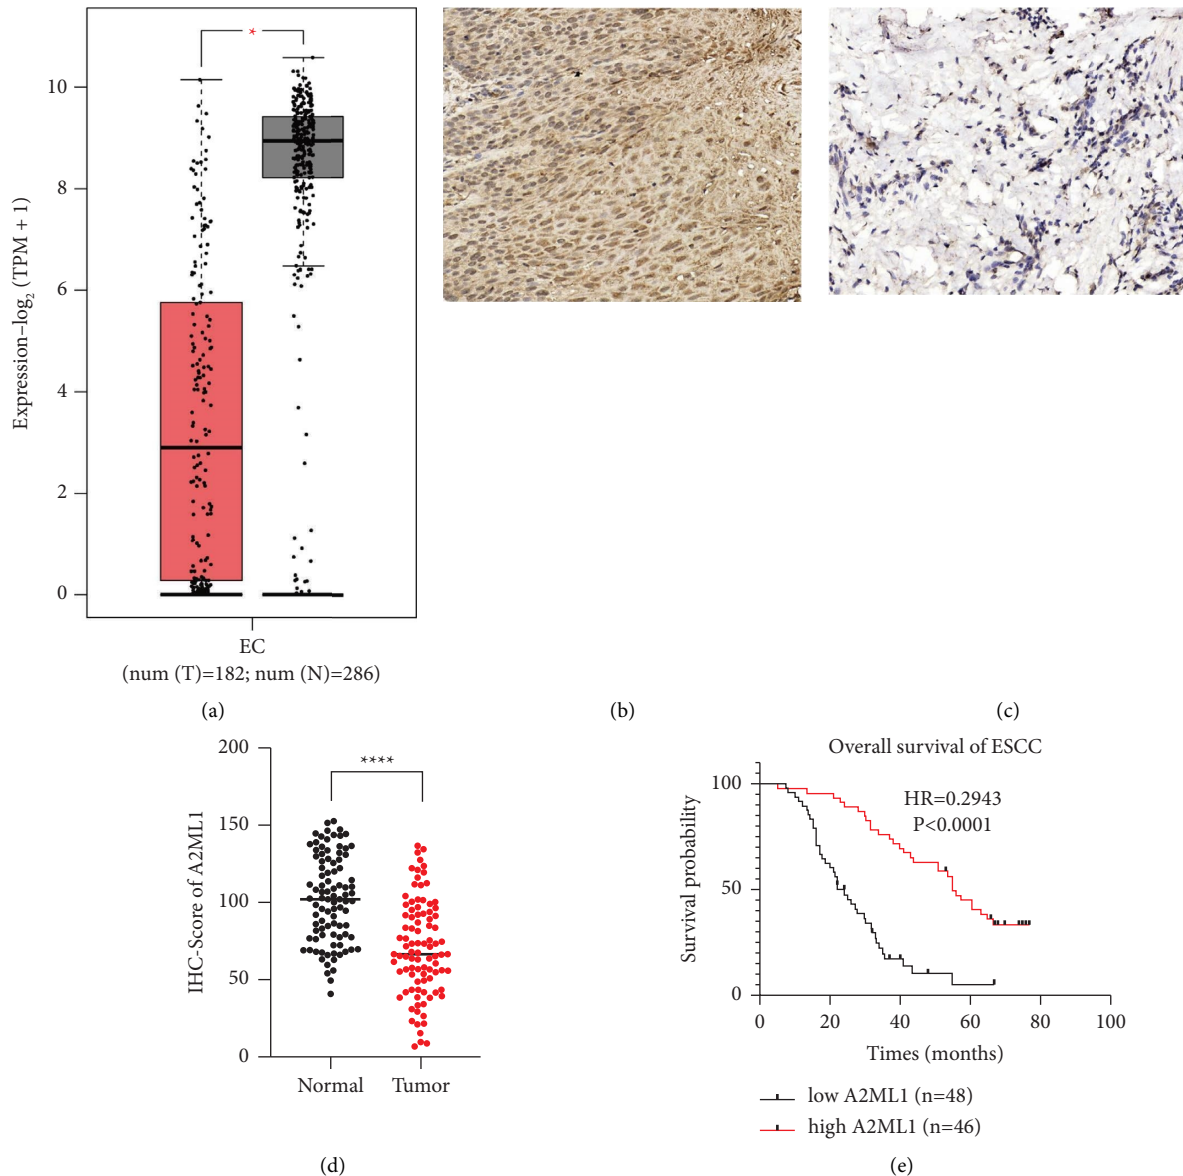 *
10
8
6
4
2
0
Expression–log₂ (TPM + 1)
EC
(num (T)=182; num (N)=286)
(a)
(b)
(c)
200
150
100
50
0
IHC-Score of A2ML1
****
Normal
Tumor
(d)
Overall survival of ESCC
HR=0.2943
P<0.0001
100
50
0
Survival probability
0 20 40 60 80 100
Times (months)
low A2ML1 (n=48)
high A2ML1 (n=46)
(e)